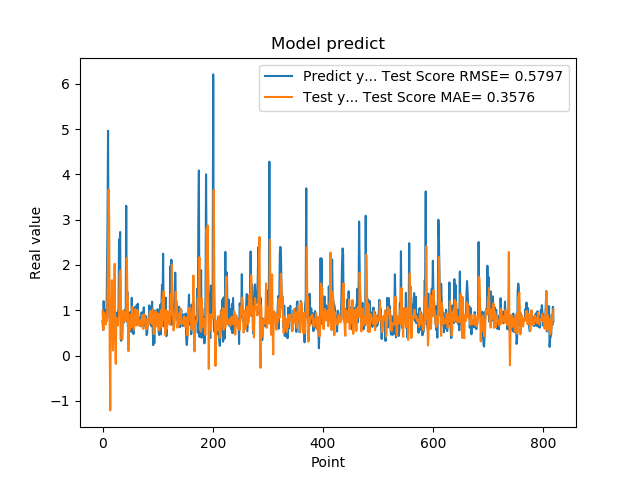 Model predict
Predict y... Test Score RMSE= 0.5797
Test y... Test Score MAE= 0.3576
Real value
6
5
4
3
2
1
0
−1
0 200 400 600 800
Point